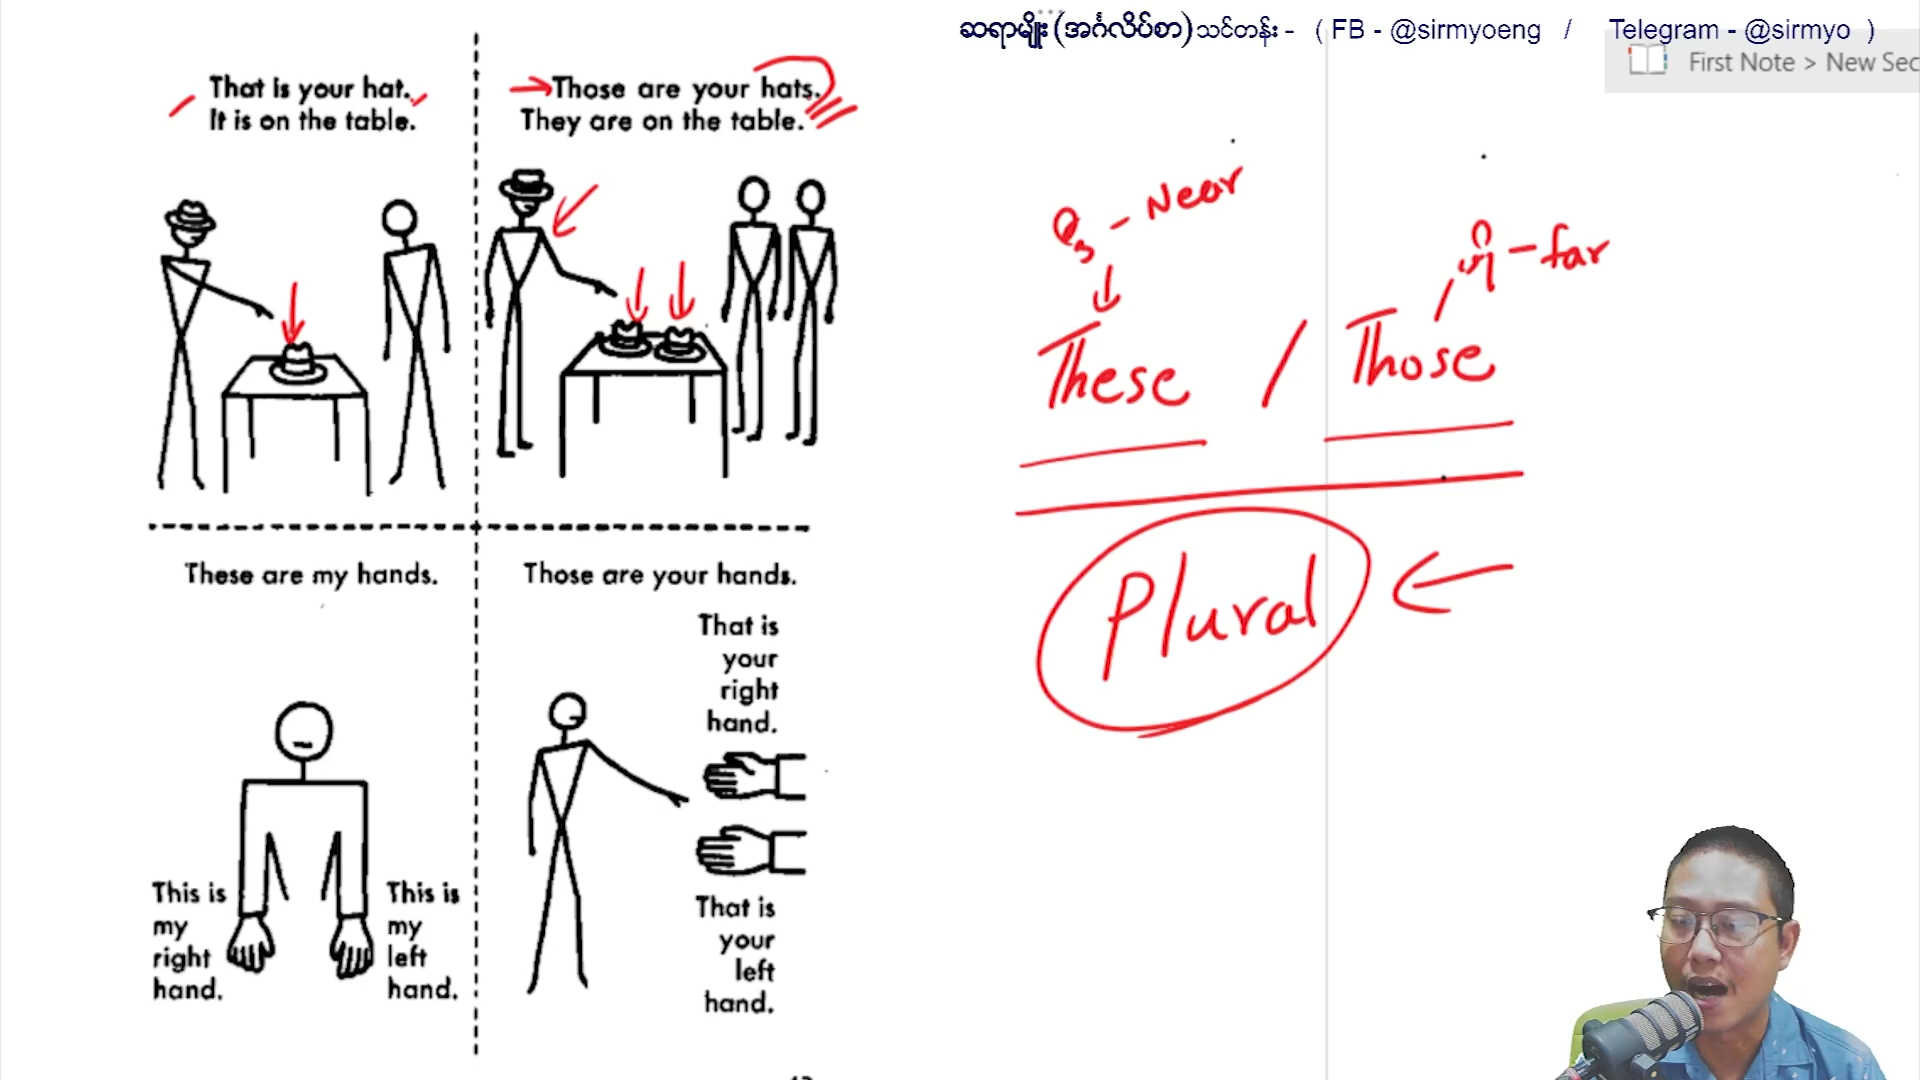 ဆရာမျိုး (အင်္ဂလိပ်စာ) သင်တန်း - ( FB - @sirmyoeng / Telegram - @sirmyo )
First Note > New Sec
That is your hat.
It is on the table.
Those are your hats.
They are on the table.
These are my hands.
This is
my
right
hand.
This is
my
left
hand.
Those are your hands.
That is
your
right
hand.
That is
your
left
hand.
- Near
- far
These / Those
Plural